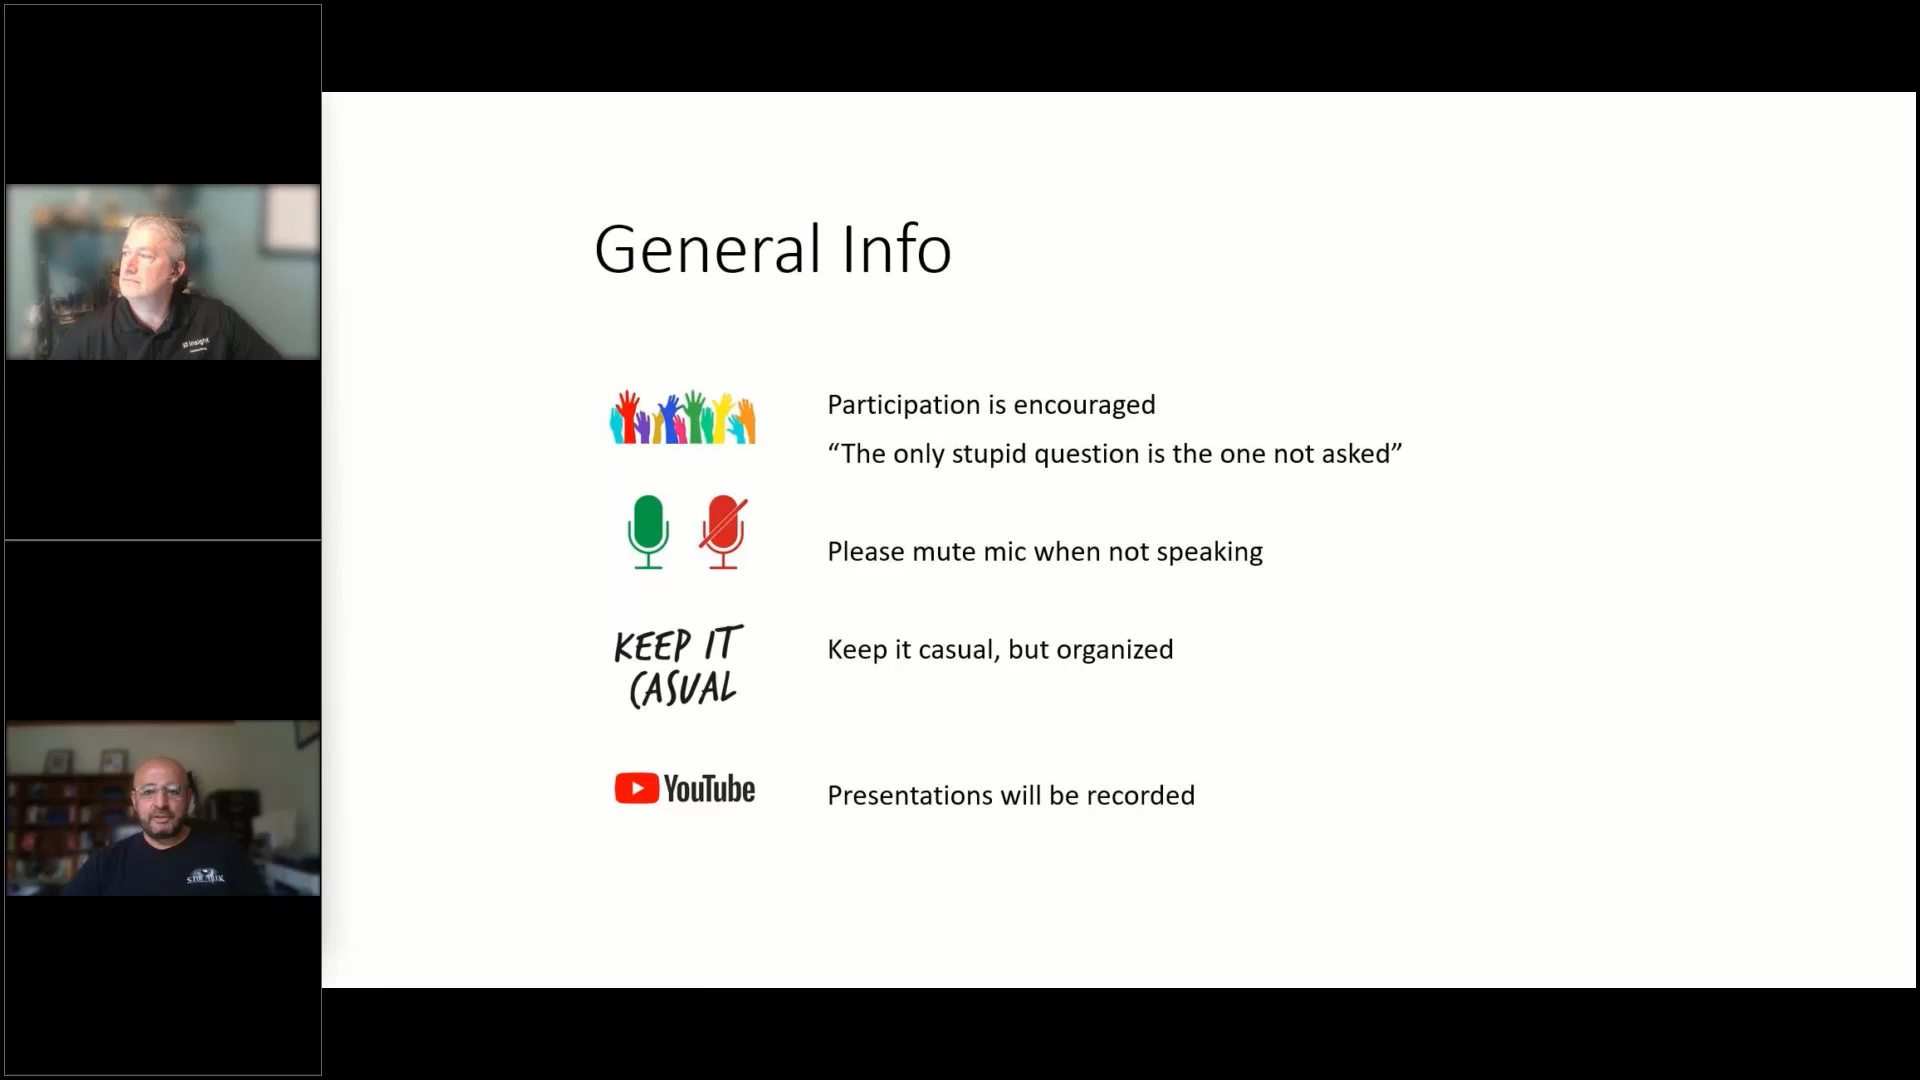 General Info
Participation is encouraged
“The only stupid question is the one not asked”
Please mute mic when not speaking
KEEP IT
CASUAL
Keep it casual, but organized
YouTube
Presentations will be recorded
insight